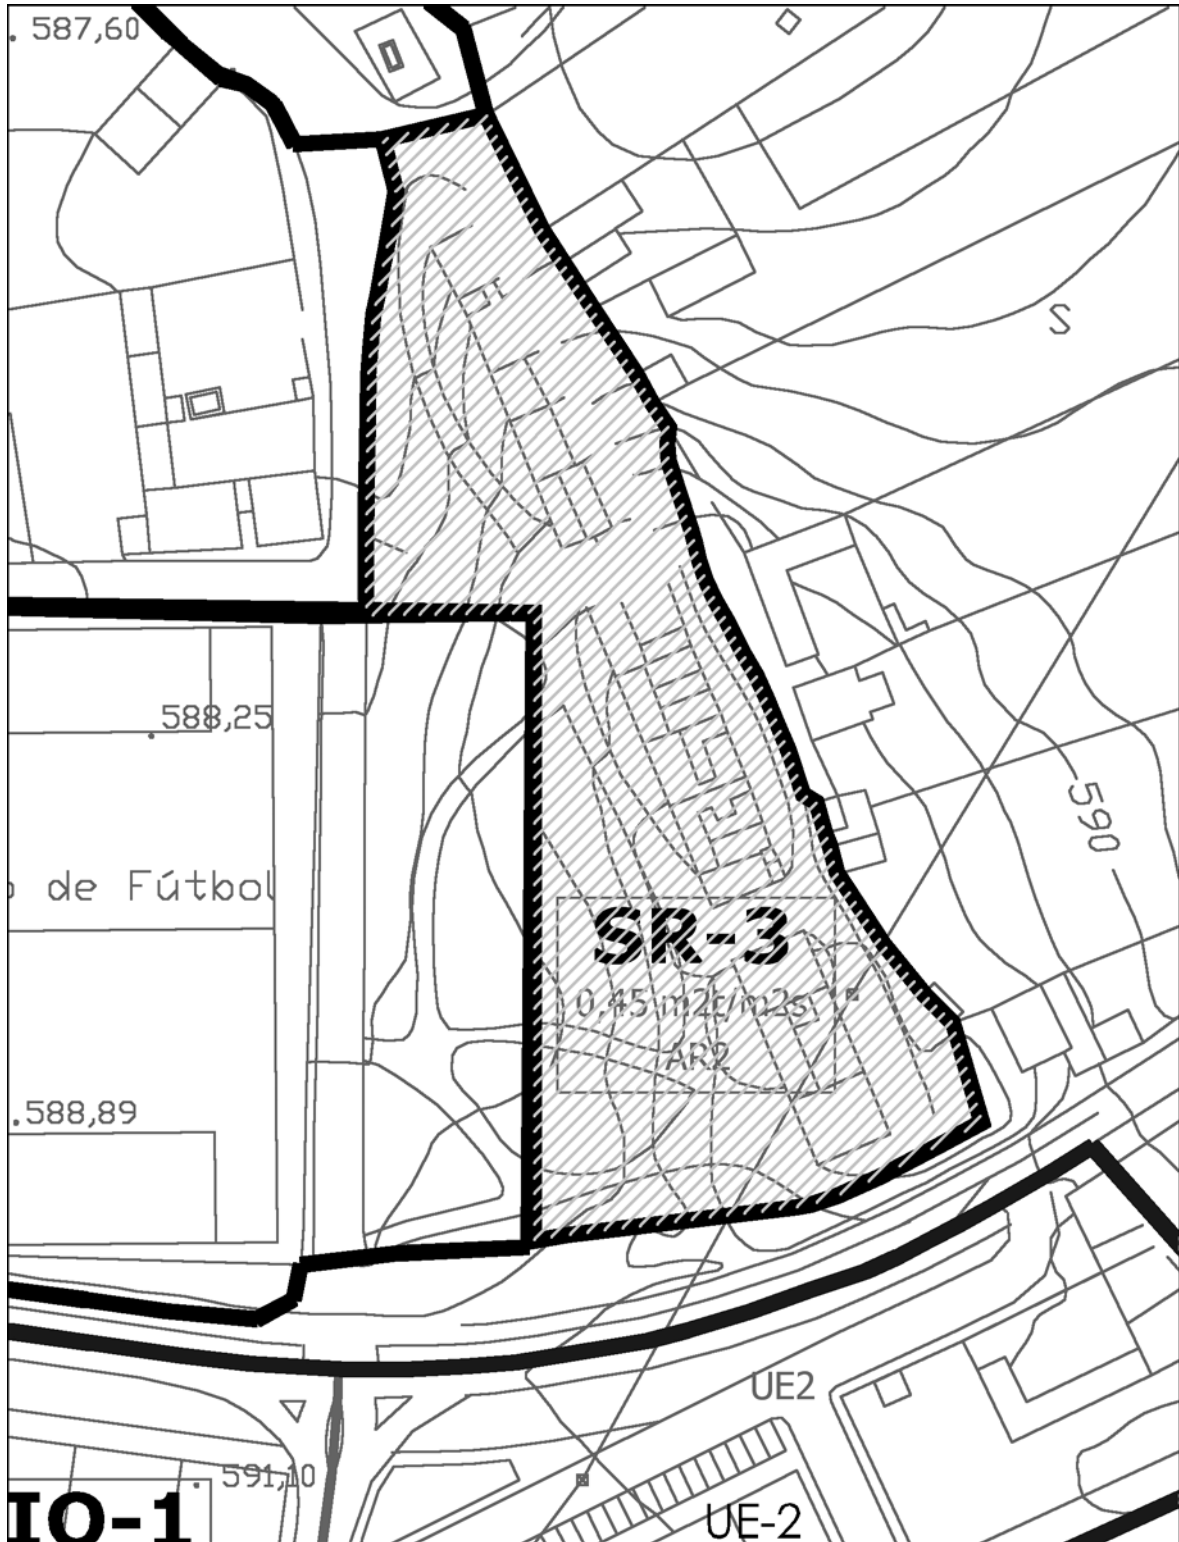 . 587,60
S
588,25
590
o de Fútbol
SR-3
0,45 m2t/m2s
AR2
.588,89
UE2
. 591,10
IO-1
UE-2